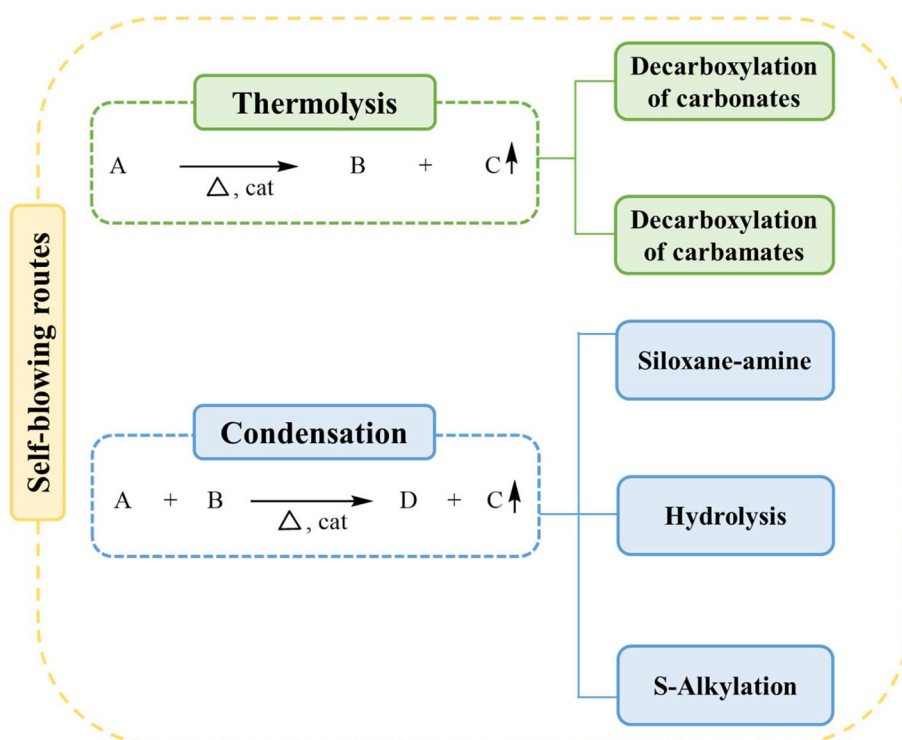 Self-blowing routes
Thermolysis
A → B + C↑
△, cat
Decarboxylation
of carbonates
Decarboxylation
of carbamates
Condensation
A + B → D + C↑
△, cat
Siloxane-amine
Hydrolysis
S-Alkylation